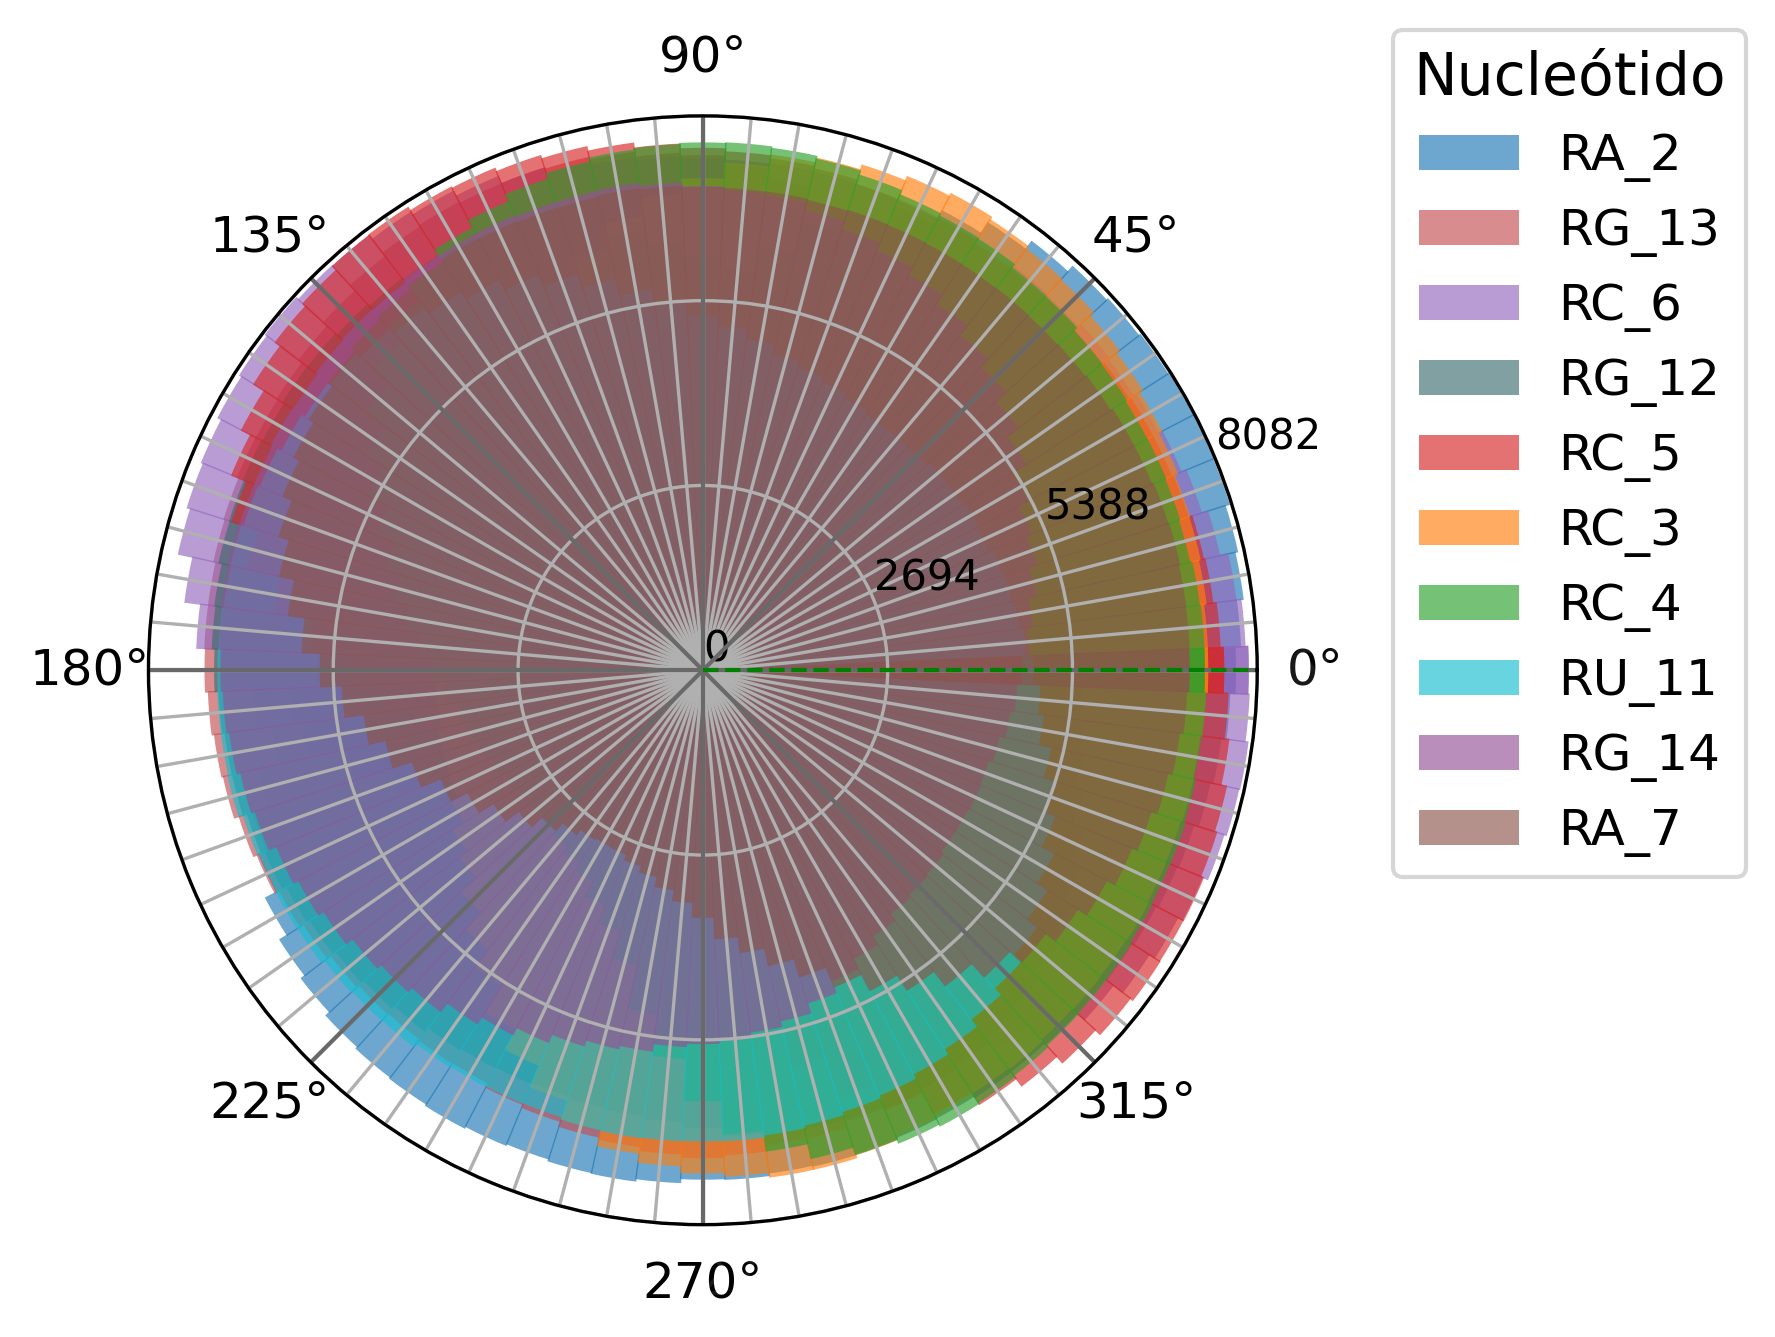 90°
135°
45°
180°
0°
225°
315°
270°
8082
5388
2694
0
Nucleótido
RA_2
RG_13
RC_6
RG_12
RC_5
RC_3
RC_4
RU_11
RG_14
RA_7